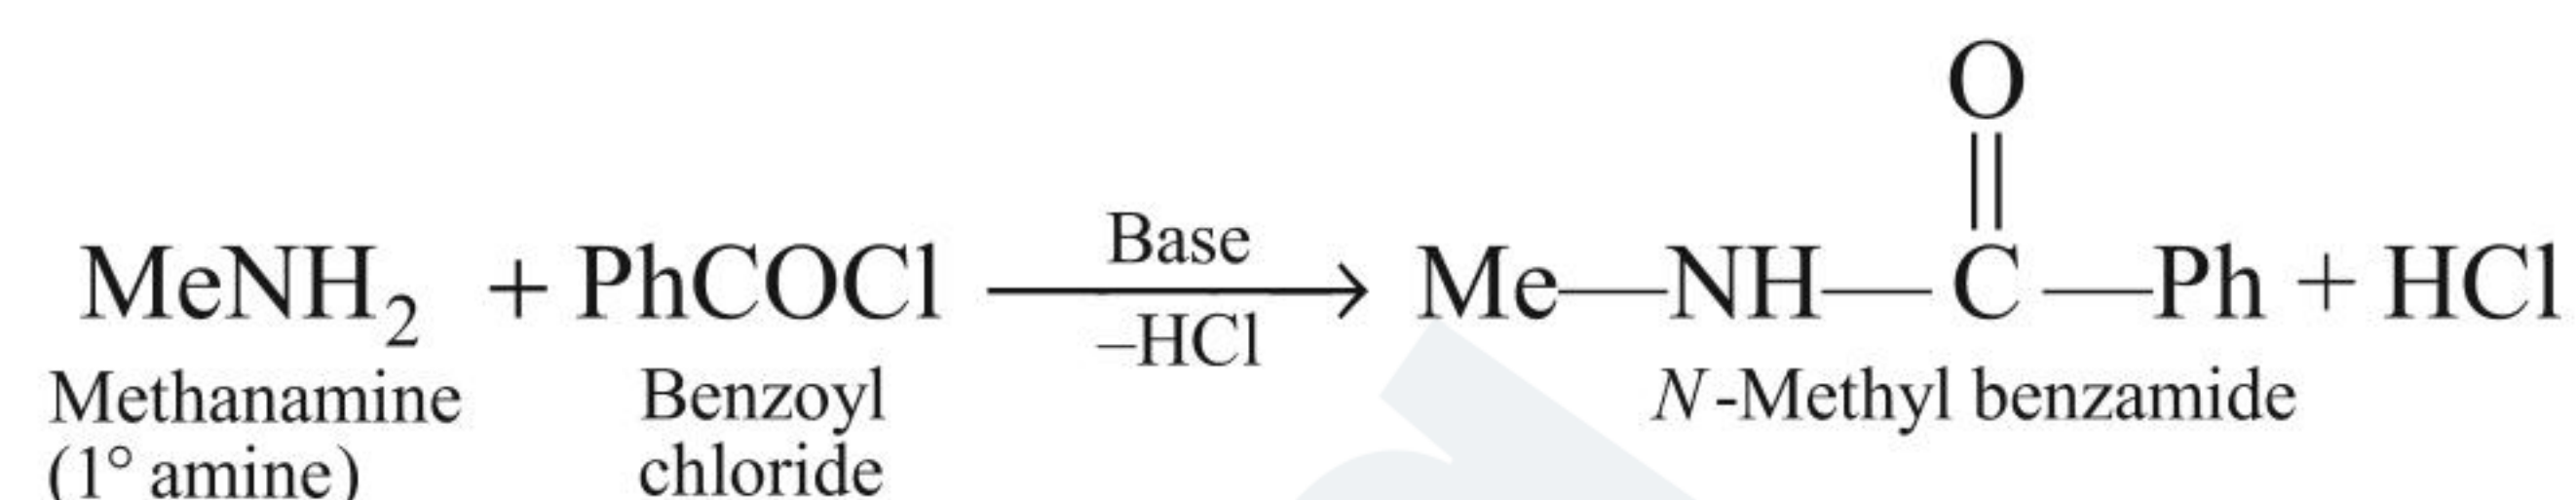 O
Base
MeNH₂ + PhCOCl Me—NH—C—Ph + HCl
–HCl
Methanamine Benzoyl N-Methyl benzamide
(1° amine) chloride